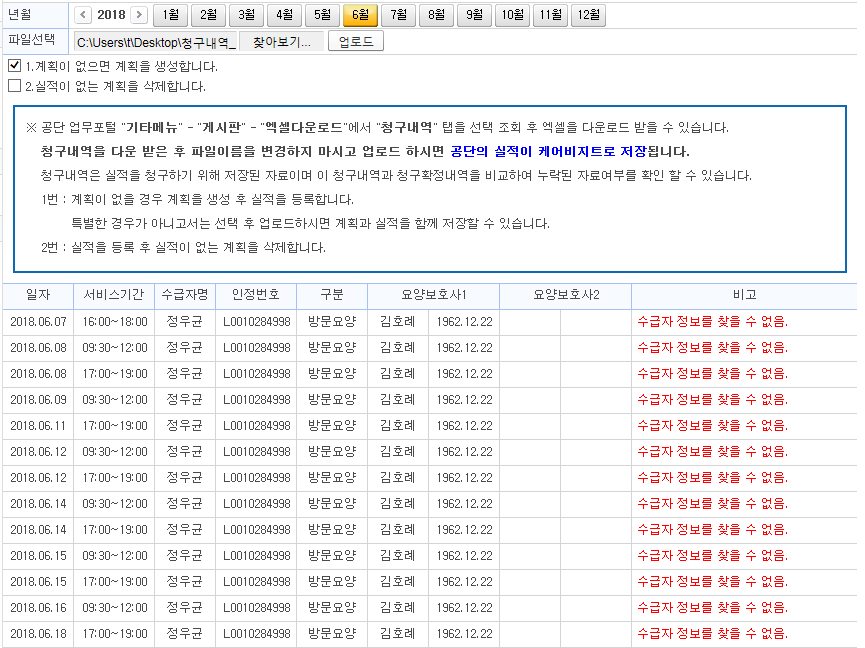 년월 2018 1월 2월 3월 4월 5월 6월 7월 8월 9월 10월 11월 12월
파일선택 C:\Users\t\Desktop\청구내역_ 찾아보기... 업로드
1.계획이 없으면 계획을 생성합니다.
2.실적이 없는 계획을 삭제합니다.
※ 공단 업무포털 "기타메뉴" - "게시판" - "엑셀다운로드"에서 "청구내역" 탭을 선택 조회 후 엑셀을 다운로드 받을 수 있습니다.
청구내역을 다운 받은 후 파일이름을 변경하지 마시고 업로드 하시면 공단의 실적이 케어비지트로 저장됩니다.
청구내역은 실적을 청구하기 위해 저장된 자료이며 이 청구내역과 청구확정내역을 비교하여 누락된 자료여부를 확인 할 수 있습니다.
1번 : 계획이 없을 경우 계획을 생성 후 실적을 등록합니다.
특별한 경우가 아니고서는 선택 후 업로드하시면 계획과 실적을 함께 저장할 수 있습니다.
2번 : 실적을 등록 후 실적이 없는 계획을 삭제합니다.
일자 서비스기간 수급자명 인정번호 구분 요양보호사1 요양보호사2 비고
2018.06.07 16:00~18:00 정우균 L0010284998 방문요양 김호례 1962.12.22 수급자 정보를 찾을 수 없음.
2018.06.08 09:30~12:00 정우균 L0010284998 방문요양 김호례 1962.12.22 수급자 정보를 찾을 수 없음.
2018.06.08 17:00~19:00 정우균 L0010284998 방문요양 김호례 1962.12.22 수급자 정보를 찾을 수 없음.
2018.06.09 09:30~12:00 정우균 L0010284998 방문요양 김호례 1962.12.22 수급자 정보를 찾을 수 없음.
2018.06.11 17:00~19:00 정우균 L0010284998 방문요양 김호례 1962.12.22 수급자 정보를 찾을 수 없음.
2018.06.12 09:30~12:00 정우균 L0010284998 방문요양 김호례 1962.12.22 수급자 정보를 찾을 수 없음.
2018.06.12 17:00~19:00 정우균 L0010284998 방문요양 김호례 1962.12.22 수급자 정보를 찾을 수 없음.
2018.06.14 09:30~12:00 정우균 L0010284998 방문요양 김호례 1962.12.22 수급자 정보를 찾을 수 없음.
2018.06.14 17:00~19:00 정우균 L0010284998 방문요양 김호례 1962.12.22 수급자 정보를 찾을 수 없음.
2018.06.15 09:30~12:00 정우균 L0010284998 방문요양 김호례 1962.12.22 수급자 정보를 찾을 수 없음.
2018.06.15 17:00~19:00 정우균 L0010284998 방문요양 김호례 1962.12.22 수급자 정보를 찾을 수 없음.
2018.06.16 09:30~12:00 정우균 L0010284998 방문요양 김호례 1962.12.22 수급자 정보를 찾을 수 없음.
2018.06.18 17:00~19:00 정우균 L0010284998 방문요양 김호례 1962.12.22 수급자 정보를 찾을 수 없음.